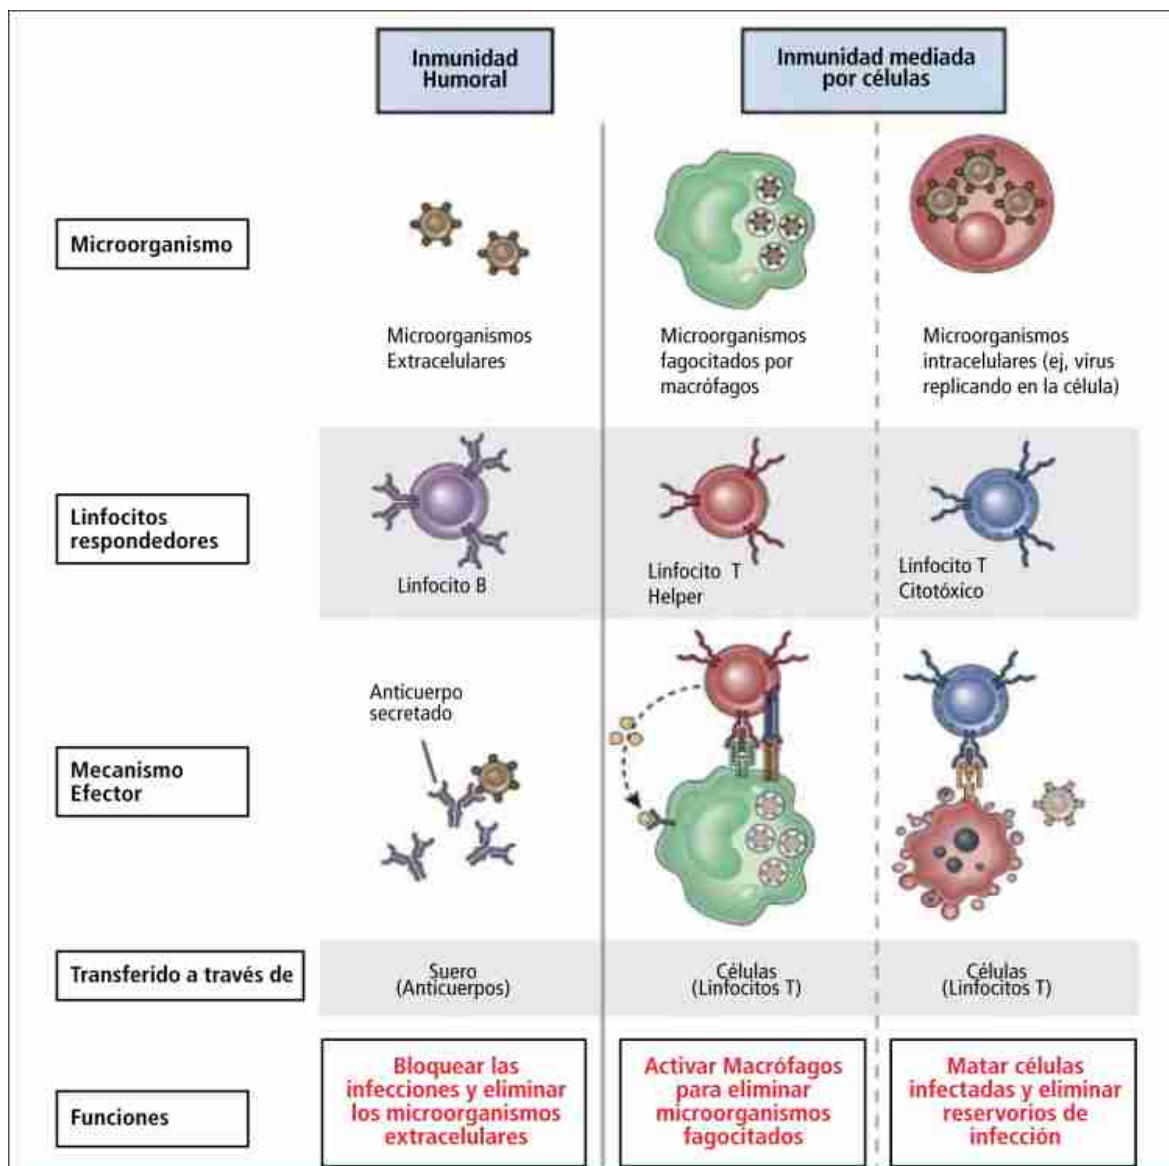 Inmunidad
Humoral
Inmunidad mediada
por células
Microorganismo
Microorganismos
Extracelulares
Microorganismos
fagocitados por
macrófagos
Microorganismos
intracelulares (ej, vírus
replicando en la célula)
Linfocitos
respondedores
Linfocito B
Linfocito T
Helper
Linfocito T
Citotóxico
Mecanismo
Efector
Anticuerpo
secretado
Transferido a través de
Suero
(Anticuerpos)
Células
(Linfocitos T)
Células
(Linfocitos T)
Funciones
Bloquear las
infecciones y eliminar
los microorganismos
extracelulares
Activar Macrófagos
para eliminar
microorganismos
fagocitados
Matar células
infectadas y eliminar
reservorios de
infección